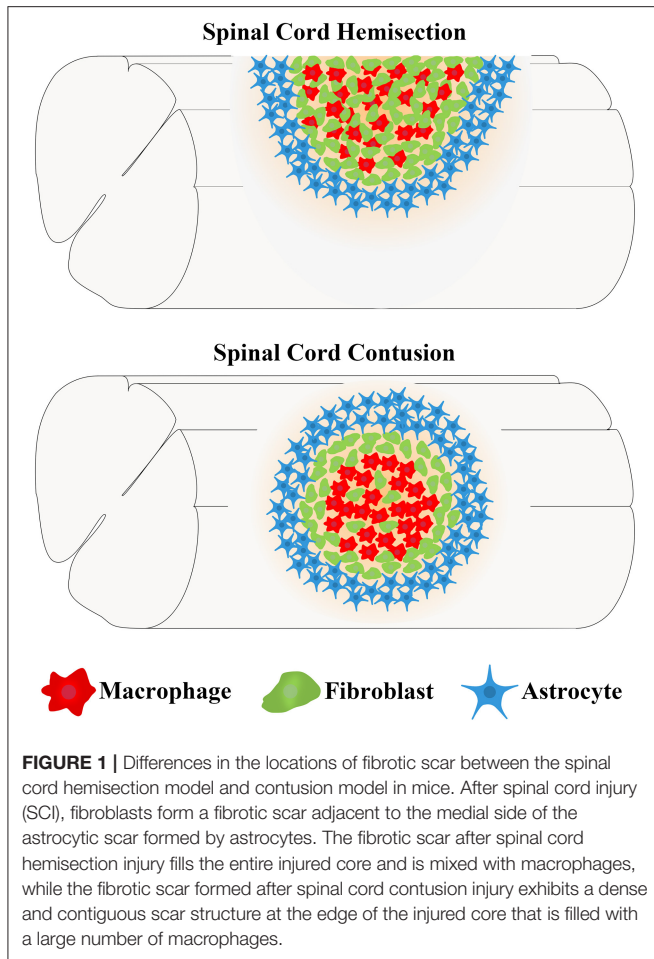 Spinal Cord Hemisection
Spinal Cord Contusion
Macrophage Fibroblast Astrocyte
FIGURE 1 | Differences in the locations of fibrotic scar between the spinal
cord hemisection model and contusion model in mice. After spinal cord injury
(SCI), fibroblasts form a fibrotic scar adjacent to the medial side of the
astrocytic scar formed by astrocytes. The fibrotic scar after spinal cord
hemisection injury fills the entire injured core and is mixed with macrophages,
while the fibrotic scar formed after spinal cord contusion injury exhibits a dense
and contiguous scar structure at the edge of the injured core that is filled with
a large number of macrophages.